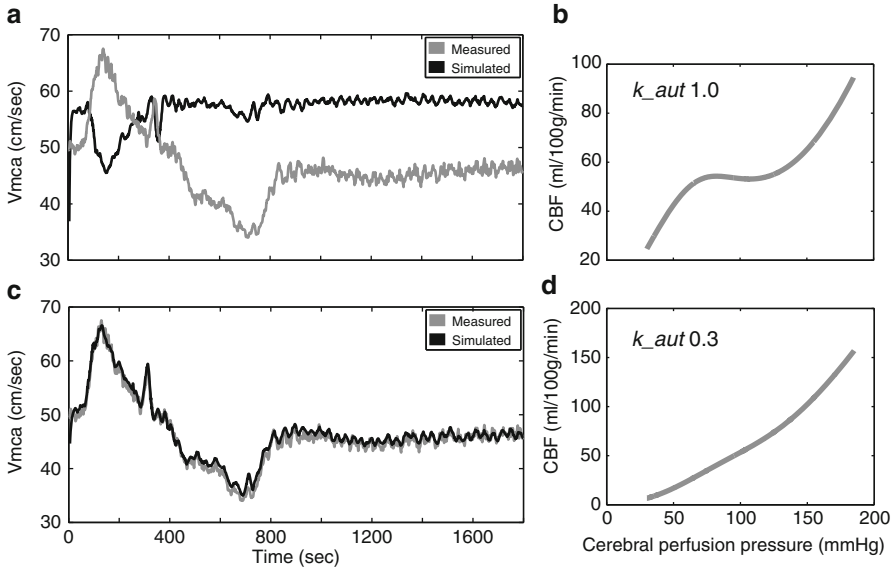 a
70
60
50
40
30
Vmca (cm/sec)
Measured
Simulated
b
100
80
60
40
20
CBF (ml/100g/min)
k_aut 1.0
c
70
60
50
40
30
Vmca (cm/sec)
Measured
Simulated
0 400 800 1200 1600
Time (sec)
d
200
150
100
50
0
CBF (ml/100g/min)
k_aut 0.3
0 50 100 150 200
Cerebral perfusion pressure (mmHg)